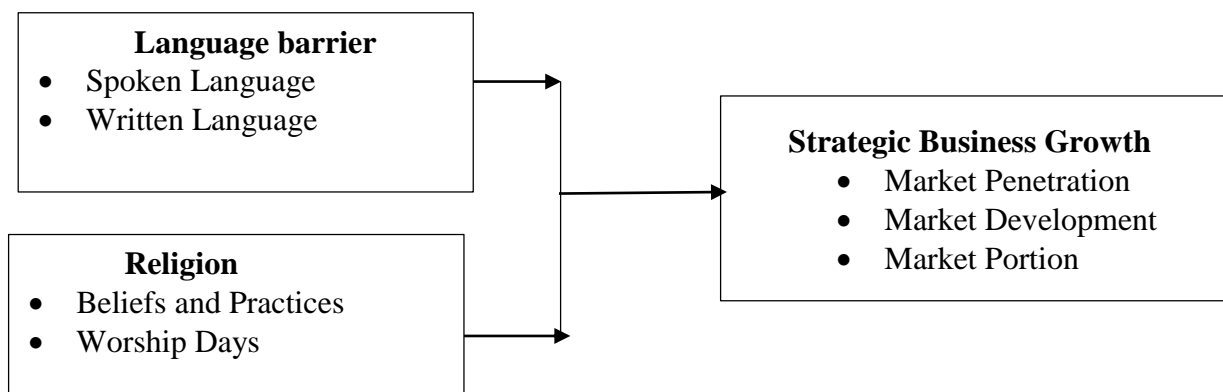 Language barrier
• Spoken Language
• Written Language
Strategic Business Growth
• Market Penetration
• Market Development
• Market Portion
Religion
• Beliefs and Practices
• Worship Days